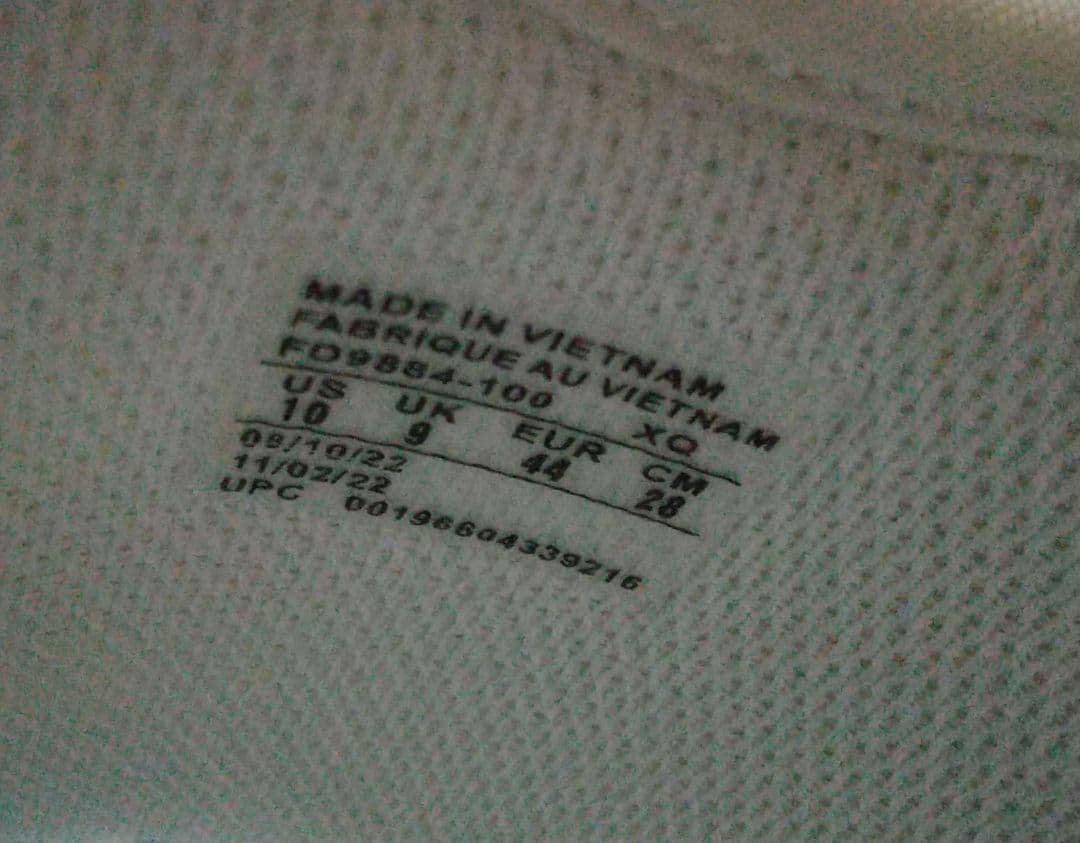 MADE IN VIETNAM
FABRIQUE AU VIETNAM
FD9884-100 XQ
US UK EUR CM
10 9 44 28
08/10/22
11/02/22
UPC 00196604339216